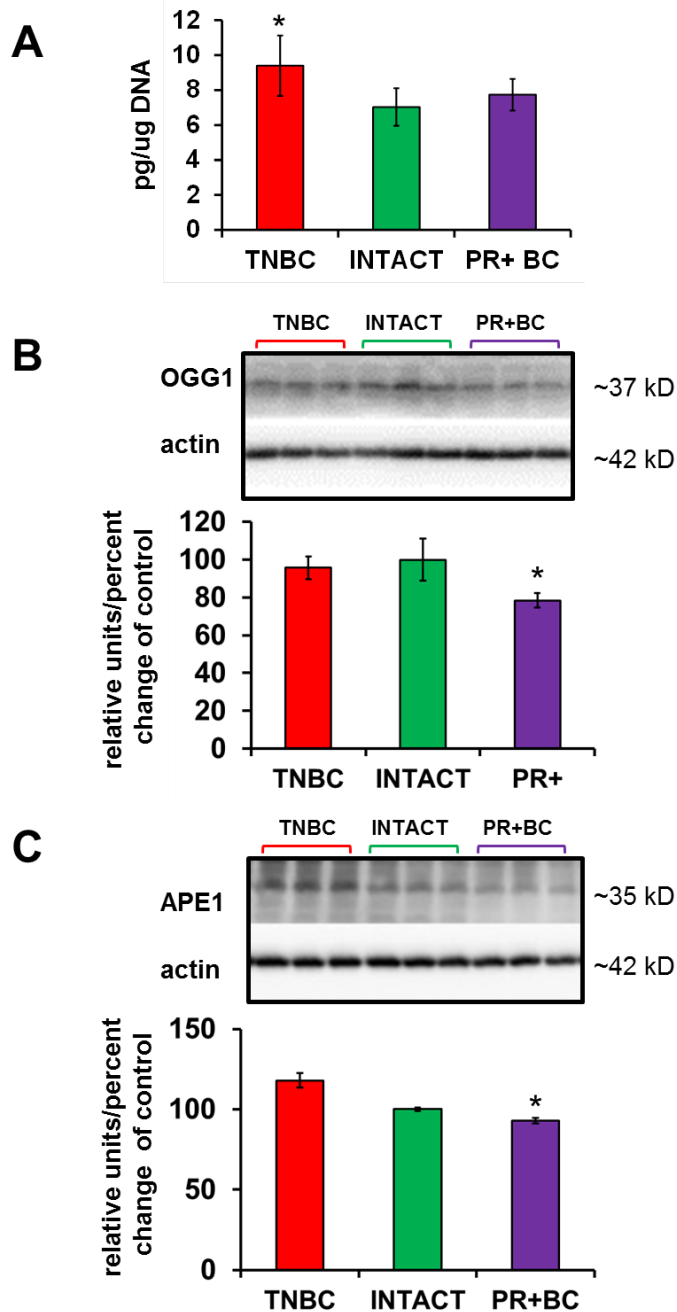 A
*
12
10
8
6
4
2
0
pg/ug DNA
TNBC INTACT PR+ BC
B
TNBC INTACT PR+BC
OGG1 ~37 kD
actin ~42 kD
relative units/percent
change of control
120
100
80
60
40
20
0
*
TNBC INTACT PR+
C
TNBC INTACT PR+BC
APE1 ~35 kD
actin ~42 kD
relative units/percent
change of control
150
100
50
0
*
TNBC INTACT PR+BC